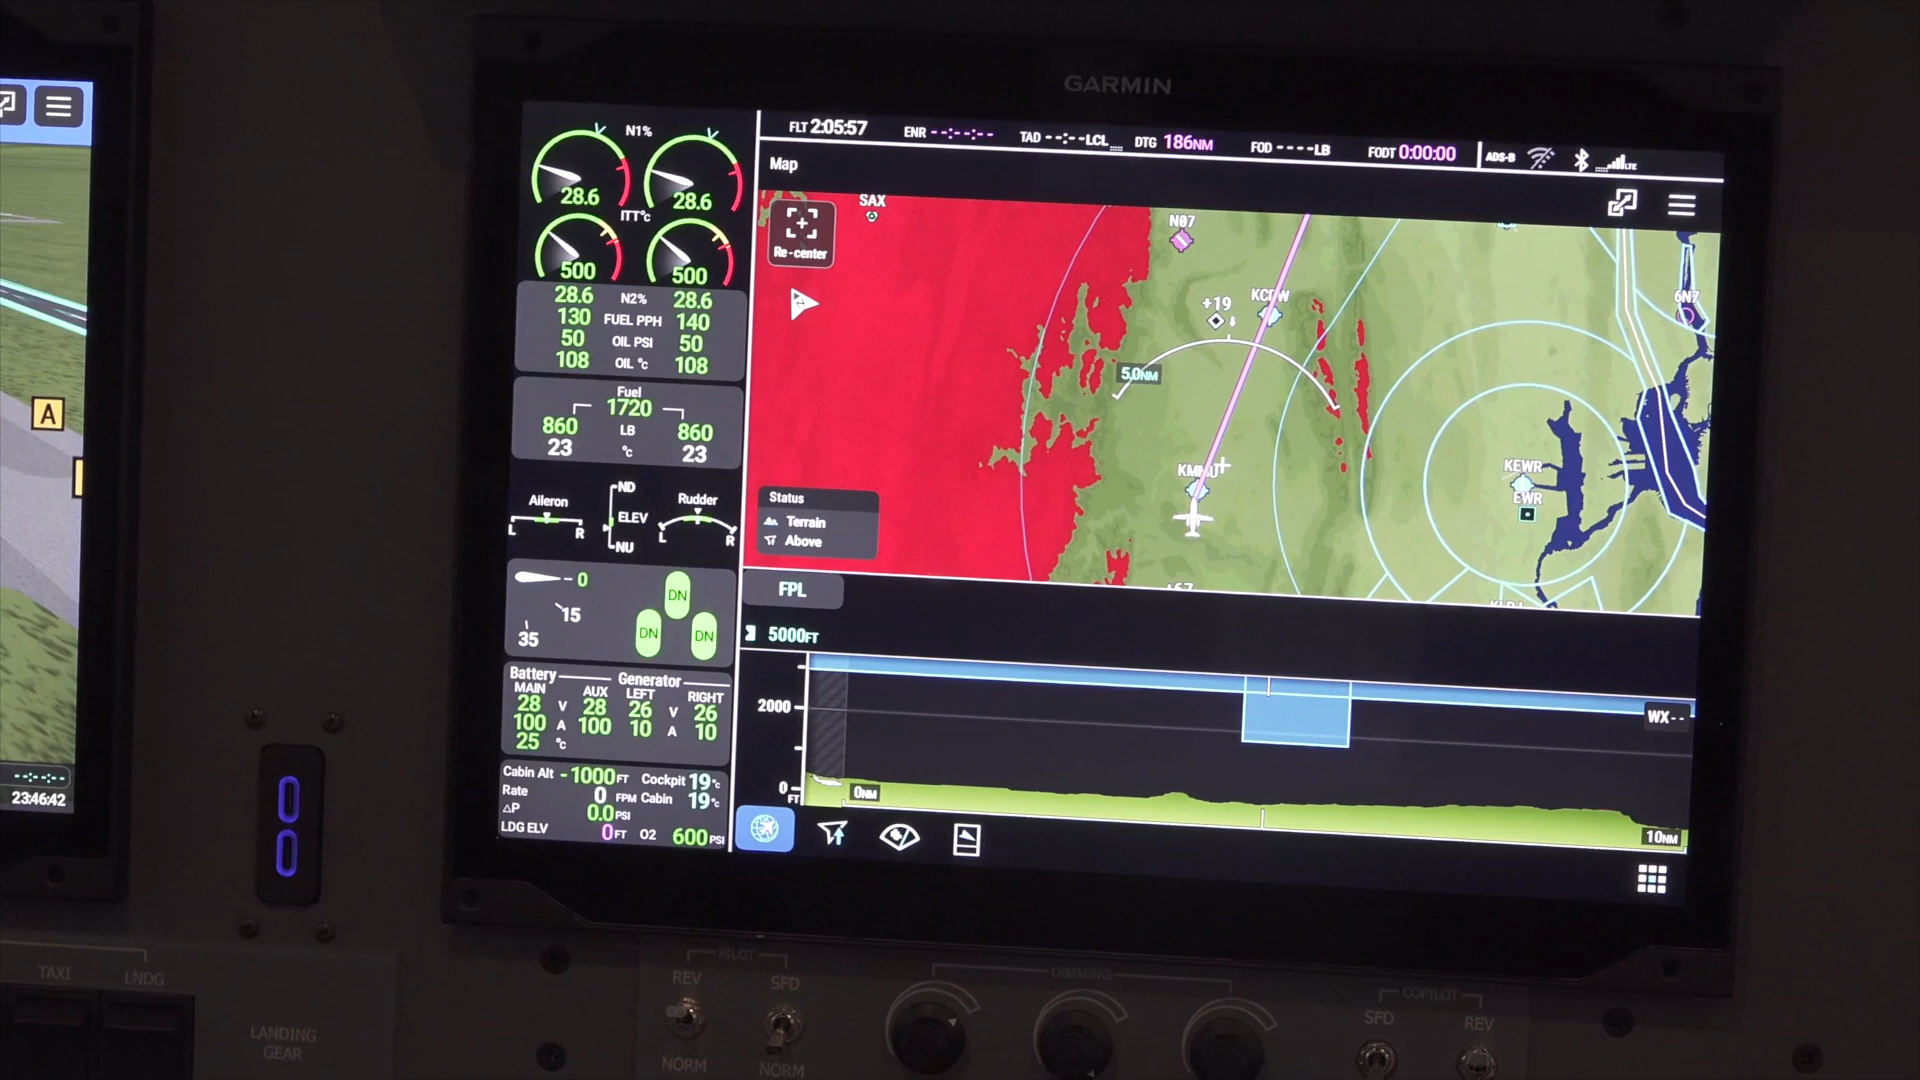 GARMIN
FLT 2:05:57 ENR --:--:-- TAD --:--LCL DTG 186NM FOD ----LB FODT 0:00:00 ADS-B LTE
Map
N1%
28.6 28.6
ITT°C
500 500
28.6 N2% 28.6
130 FUEL PPH 140
50 OIL PSI 50
108 OIL °C 108
Fuel
1720
860 LB 860
23 °C 23
Aileron ND Rudder
L R ELEV L R
NU
0
15
35
DN
DN DN
Battery Generator
MAIN AUX LEFT RIGHT
28 V 28 26 V 26
100 A 100 10 A 10
25 °C
Cabin Alt -1000FT Cockpit 19°C
Rate 0 FPM Cabin 19°C
△P 0.0PSI
LDG ELV 0FT O2 600PSI
Re-center
SAX
N07
+19
5.0NM
6N7
KEWR
EWR
Status
Terrain
Above
FPL
5000FT
2000
0
FT
0NM
10NM
WX--
A
--:--:--
23:46:42
TAXI LNDG
LANDING
GEAR
PILOT
REV SFD
NORM NORM
DIMMING
COPILOT
SFD REV